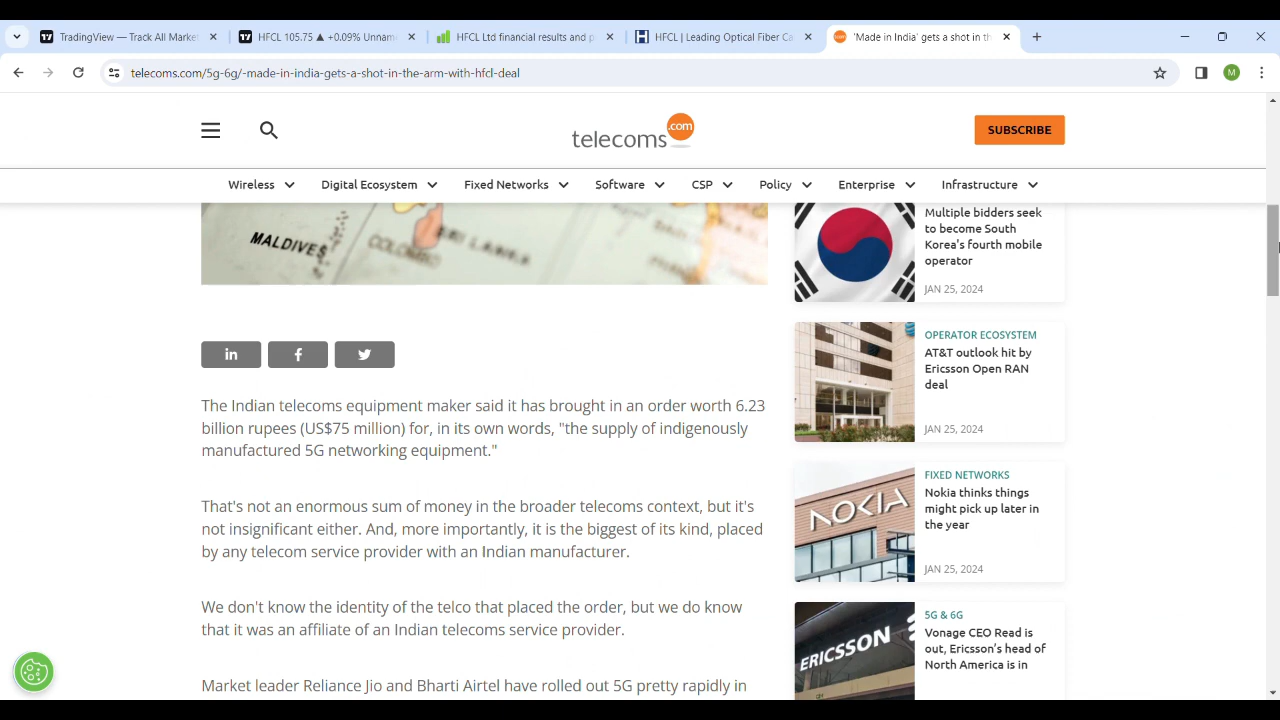 TradingView — Track All Market
HFCL 105.75 ▲ +0.09% Unnam
HFCL Ltd financial results and p
HFCL | Leading Optical Fiber Ca
'Made in India' gets a shot in th
telecoms.com/5g-6g/-made-in-india-gets-a-shot-in-the-arm-with-hfcl-deal
M
telecoms.com
SUBSCRIBE
Wireless Digital Ecosystem Fixed Networks Software CSP Policy Enterprise Infrastructure
MALDIVES
COLOMBO
SRI LANKA
The Indian telecoms equipment maker said it has brought in an order worth 6.23
billion rupees (US$75 million) for, in its own words, "the supply of indigenously
manufactured 5G networking equipment."
That's not an enormous sum of money in the broader telecoms context, but it's
not insignificant either. And, more importantly, it is the biggest of its kind, placed
by any telecom service provider with an Indian manufacturer.
We don't know the identity of the telco that placed the order, but we do know
that it was an affiliate of an Indian telecoms service provider.
Market leader Reliance Jio and Bharti Airtel have rolled out 5G pretty rapidly in
Multiple bidders seek
to become South
Korea's fourth mobile
operator
JAN 25, 2024
OPERATOR ECOSYSTEM
AT&T outlook hit by
Ericsson Open RAN
deal
JAN 25, 2024
NOKIA
FIXED NETWORKS
Nokia thinks things
might pick up later in
the year
JAN 25, 2024
ERICSSON
5G & 6G
Vonage CEO Read is
out, Ericsson's head of
North America is in